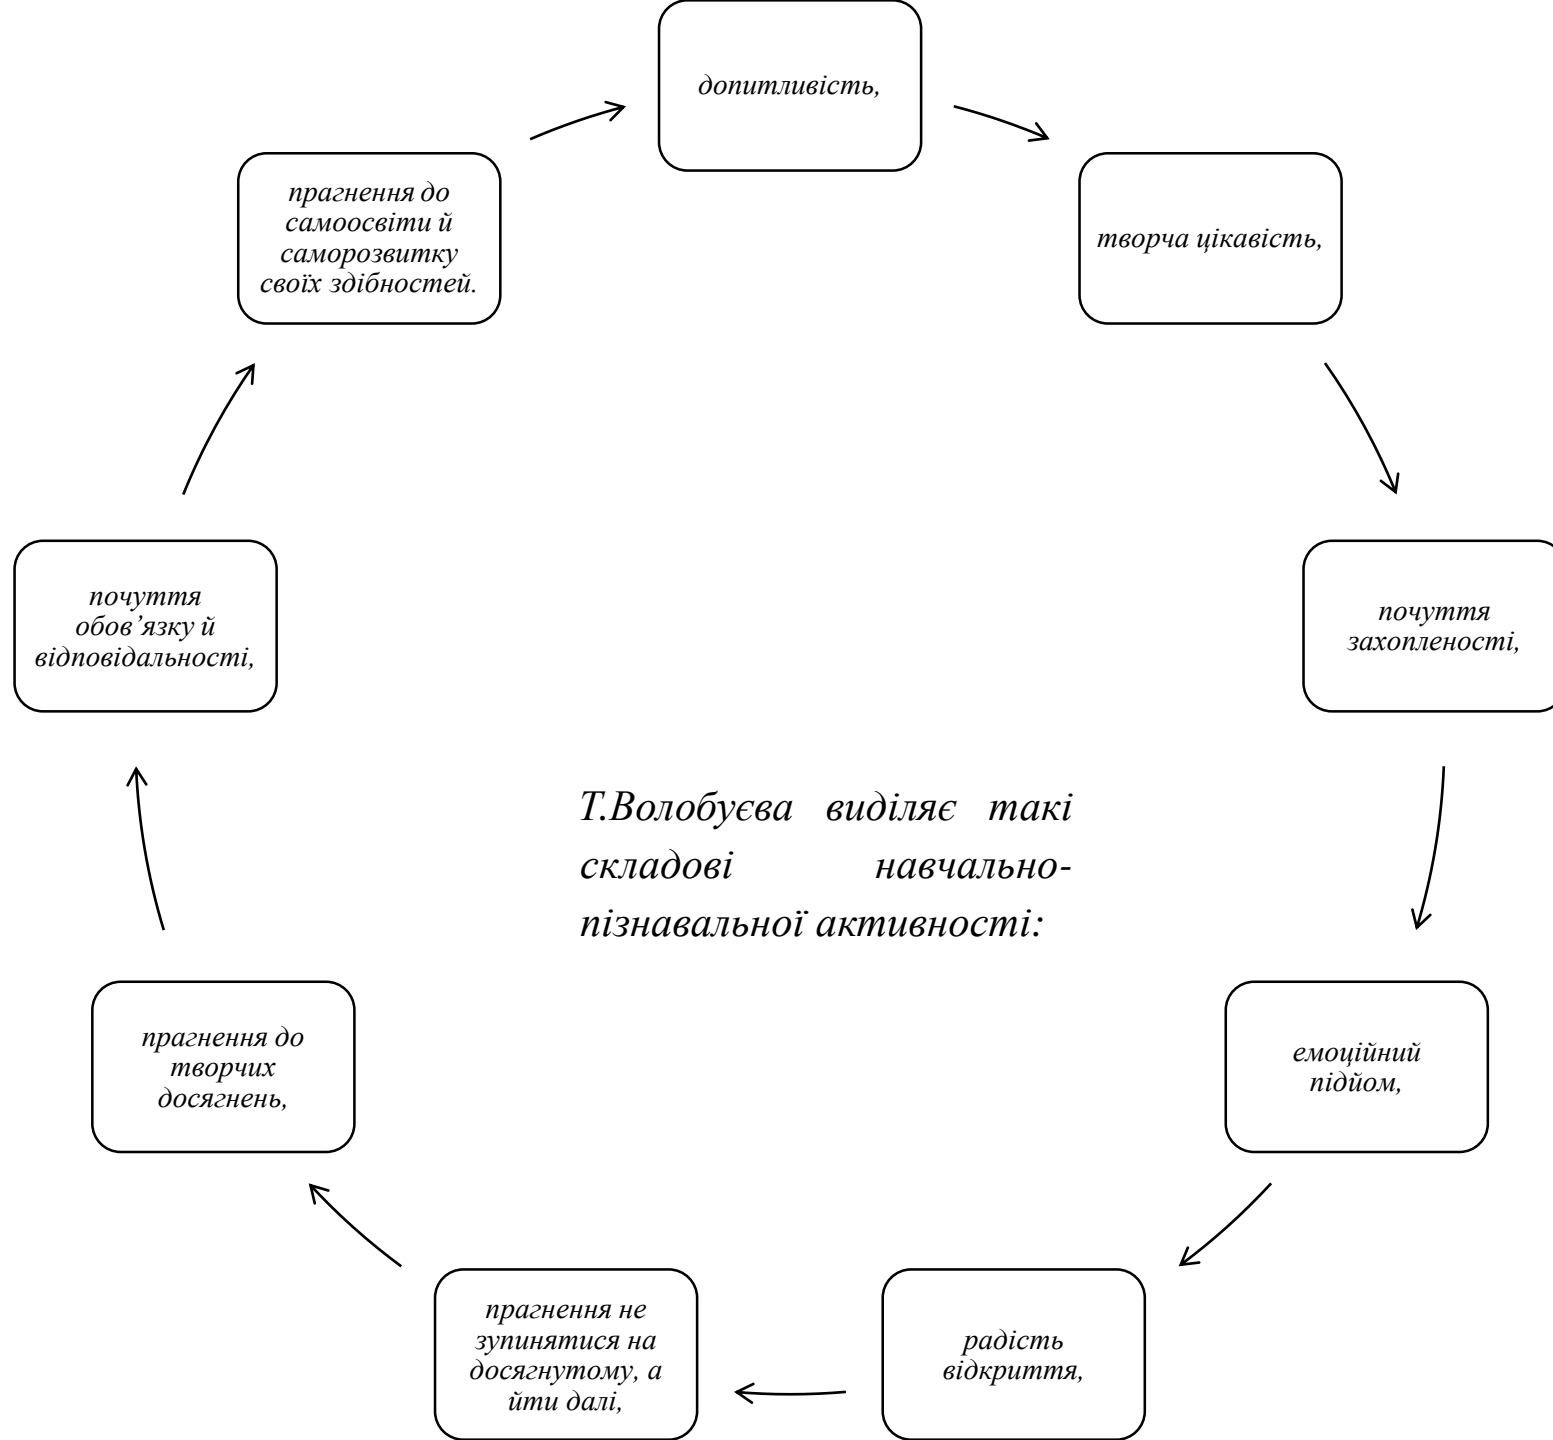 допитливість,
творча цікавість,
почуття
захопленості,
емоційний
підйом,
радість
відкриття,
прагнення не
зупинятися на
досягнутому, а
йти далі,
прагнення до
творчих
досягнень,
почуття
обов’язку й
відповідальності,
прагнення до
самоосвіти й
саморозвитку
своїх здібностей.
Т.Волобуєва виділяє такі
складові навчально-
пізнавальної активності: